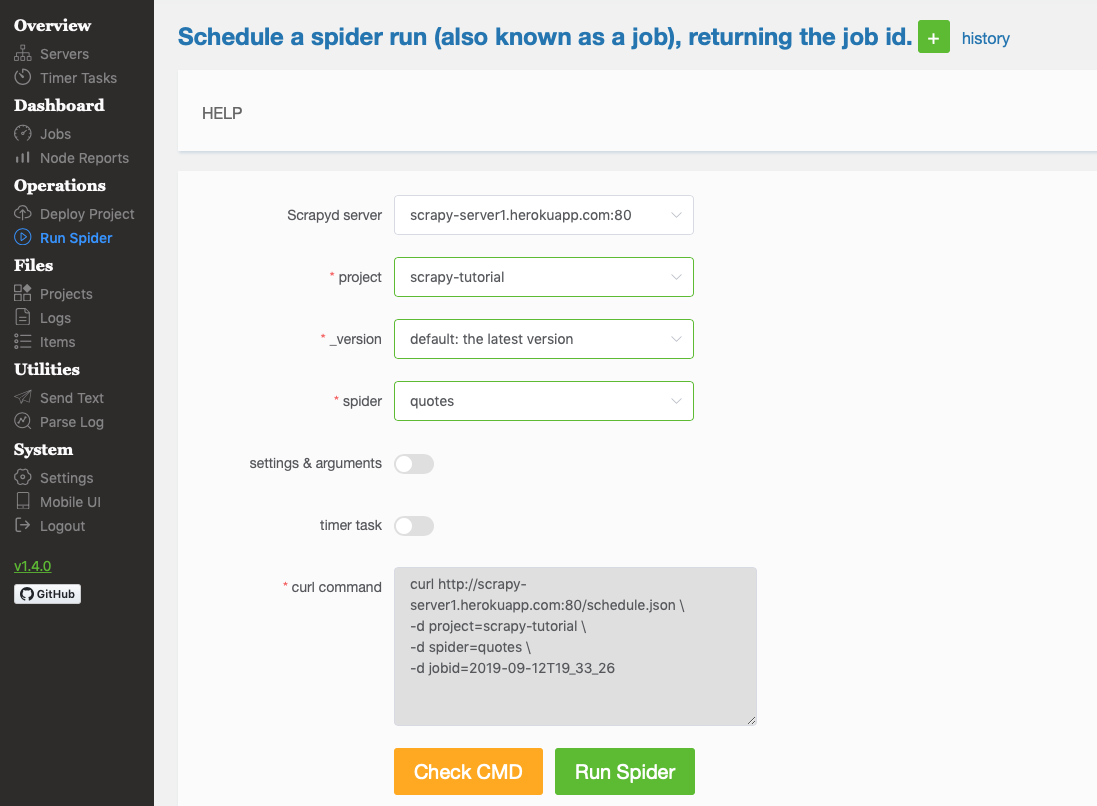 Overview
Servers
Timer Tasks
Dashboard
Jobs
Node Reports
Operations
Deploy Project
Run Spider
Files
Projects
Logs
Items
Utilities
Send Text
Parse Log
System
Settings
Mobile UI
Logout
v1.4.0
GitHub
Schedule a spider run (also known as a job), returning the job id. + history
HELP
Scrapyd server scrapy-server1.herokuapp.com:80
* project scrapy-tutorial
* _version default: the latest version
* spider quotes
settings & arguments
timer task
* curl command curl http://scrapy-
server1.herokuapp.com:80/schedule.json \
-d project=scrapy-tutorial \
-d spider=quotes \
-d jobid=2019-09-12T19_33_26
Check CMD Run Spider